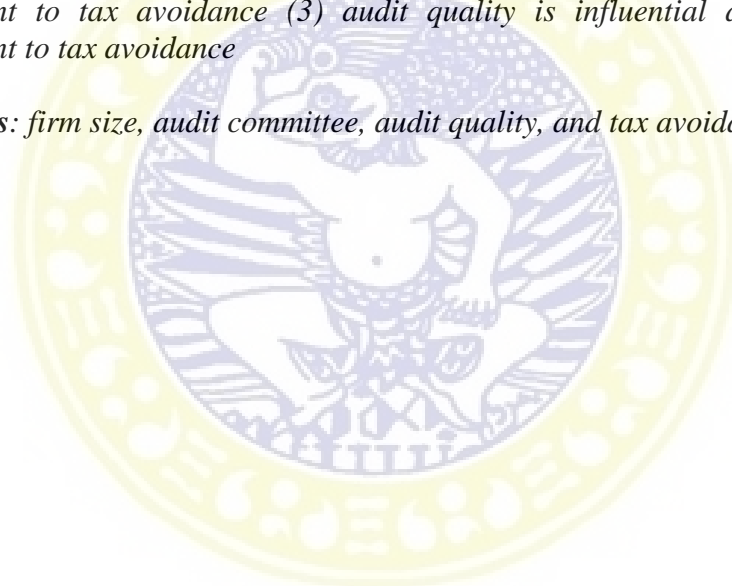 nt to tax avoidance (3) audit quality is influential
nt to tax avoidance
s: firm size, audit committee, audit quality, and tax avoida